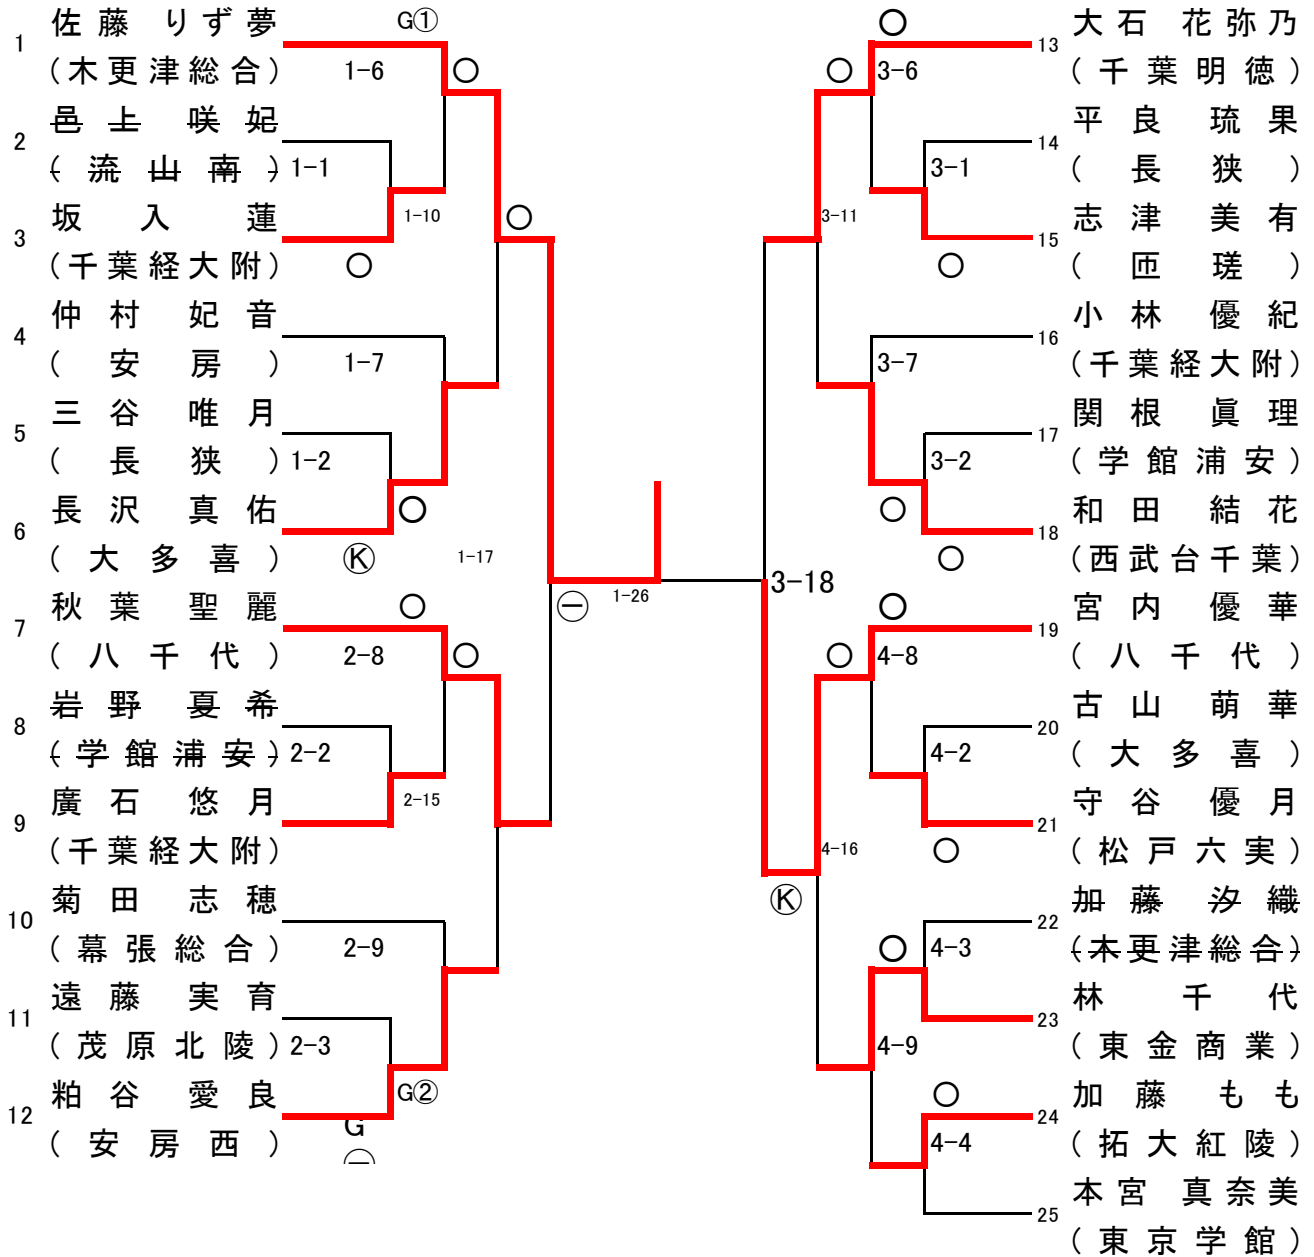 1 佐藤 りず夢
(木更津総合)
G①
1-6
○
2 邑上 咲妃
(流山南)
1-1
1-10
3 坂入 蓮
(千葉経大附)
○
○
4 仲村 妃音
(安房)
1-7
5 三谷 唯月
(長狭)
1-2
6 長沢 真佑
(大多喜)
○
Ⓚ
1-17
㊀
1-26
7 秋葉 聖麗
(八千代)
○
2-8
○
8 岩野 夏希
(学館浦安)
2-2
2-15
9 廣石 悠月
(千葉経大附)
10 菊田 志穂
(幕張総合)
2-9
11 遠藤 実育
(茂原北陵)
2-3
12 粕谷 愛良
(安房西)
G②
G
㊀
13 大石 花弥乃
(千葉明徳)
○
○
3-6
14 平良 琉果
(長狭)
3-1
3-11
15 志津 美有
(匝瑳)
○
16 小林 優紀
(千葉経大附)
3-7
17 関根 眞理
(学館浦安)
3-2
18 和田 結花
(西武台千葉)
○
○
3-18
19 宮内 優華
(八千代)
○
○
4-8
20 古山 萌華
(大多喜)
4-2
21 守谷 優月
(松戸六実)
○
4-16
Ⓚ
22 加藤 汐織
(木更津総合)
○
4-3
23 林 千代
(東金商業)
4-9
24 加藤 もも
(拓大紅陵)
○
4-4
25 本宮 真奈美
(東京学館)